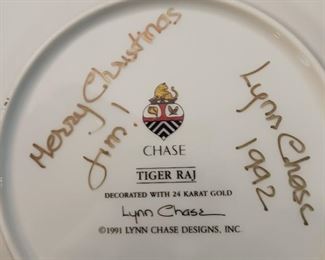 Merry Christmas
Jim!
CHASE
TIGER RAJ
DECORATED WITH 24 KARAT GOLD
Lynn Chase
©1991 LYNN CHASE DESIGNS, INC.
Lynn Chase
1992